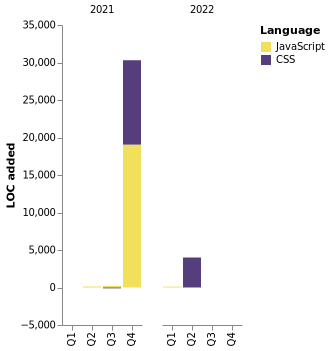 2021 2022
Language
JavaScript
CSS
LOC added
35,000
30,000
25,000
20,000
15,000
10,000
5,000
0
−5,000
Q1 Q2 Q3 Q4 Q1 Q2 Q3 Q4